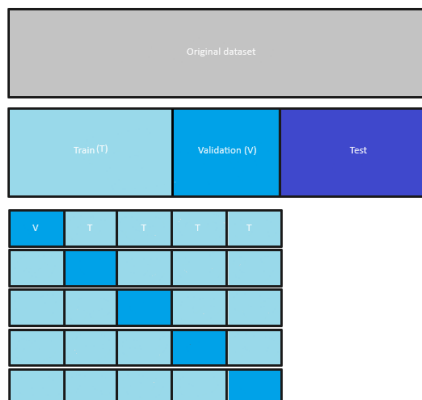 Original dataset
Train (T)
Validation (V)
Test
V
T
T
T
T